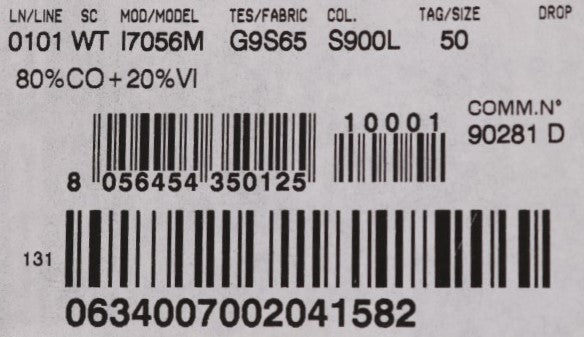 LN/LINE SC MOD/MODEL TES/FABRIC COL. TAG/SIZE DROP
0101 WT I7056M G9S65 S900L 50
80%CO+20%VI
COMM.N°
90281 D
10001
8 056454 350125
131
0634007002041582